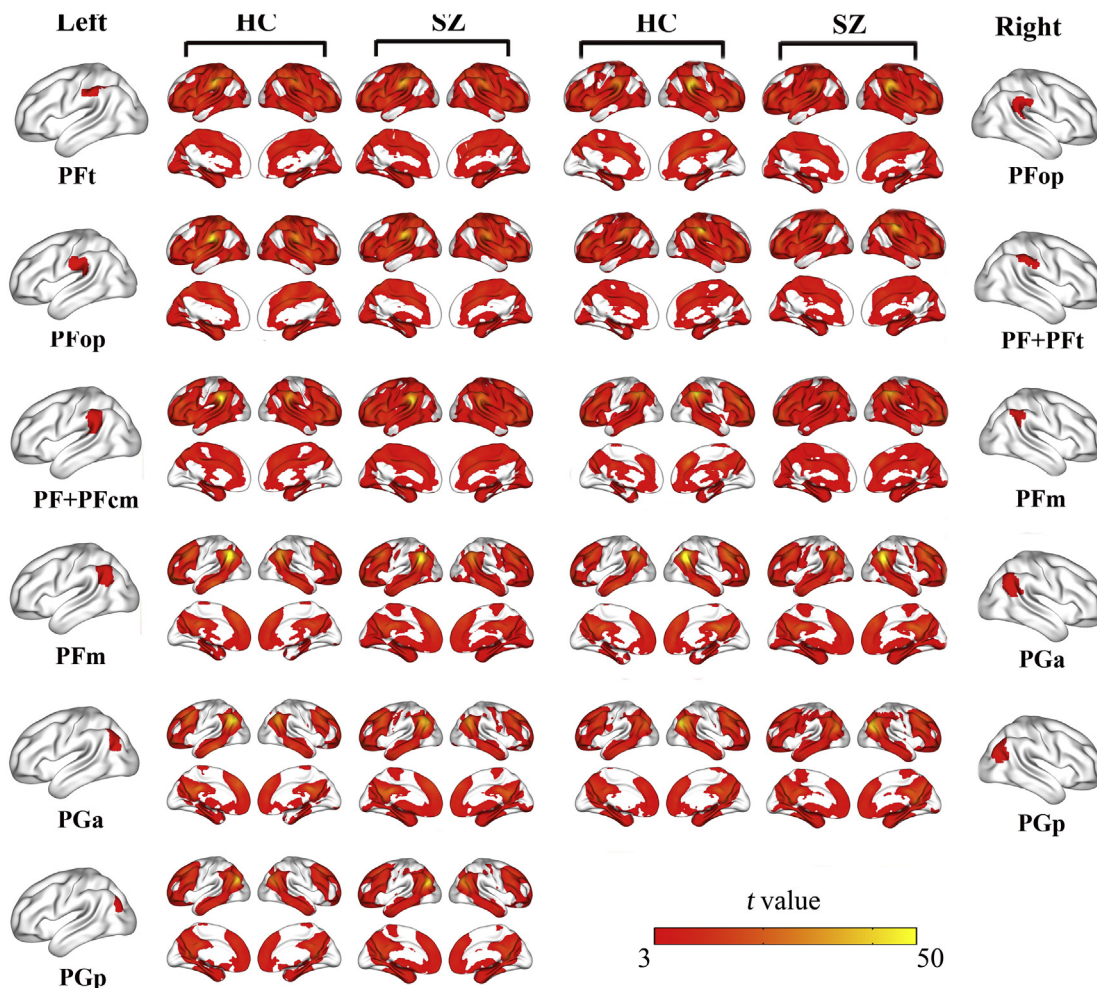 Left HC SZ HC SZ Right
PFt PFop
PFop PF+PFt
PF+PFcm PFm
PFm PGa
PGa PGp
PGp
t value
3 50